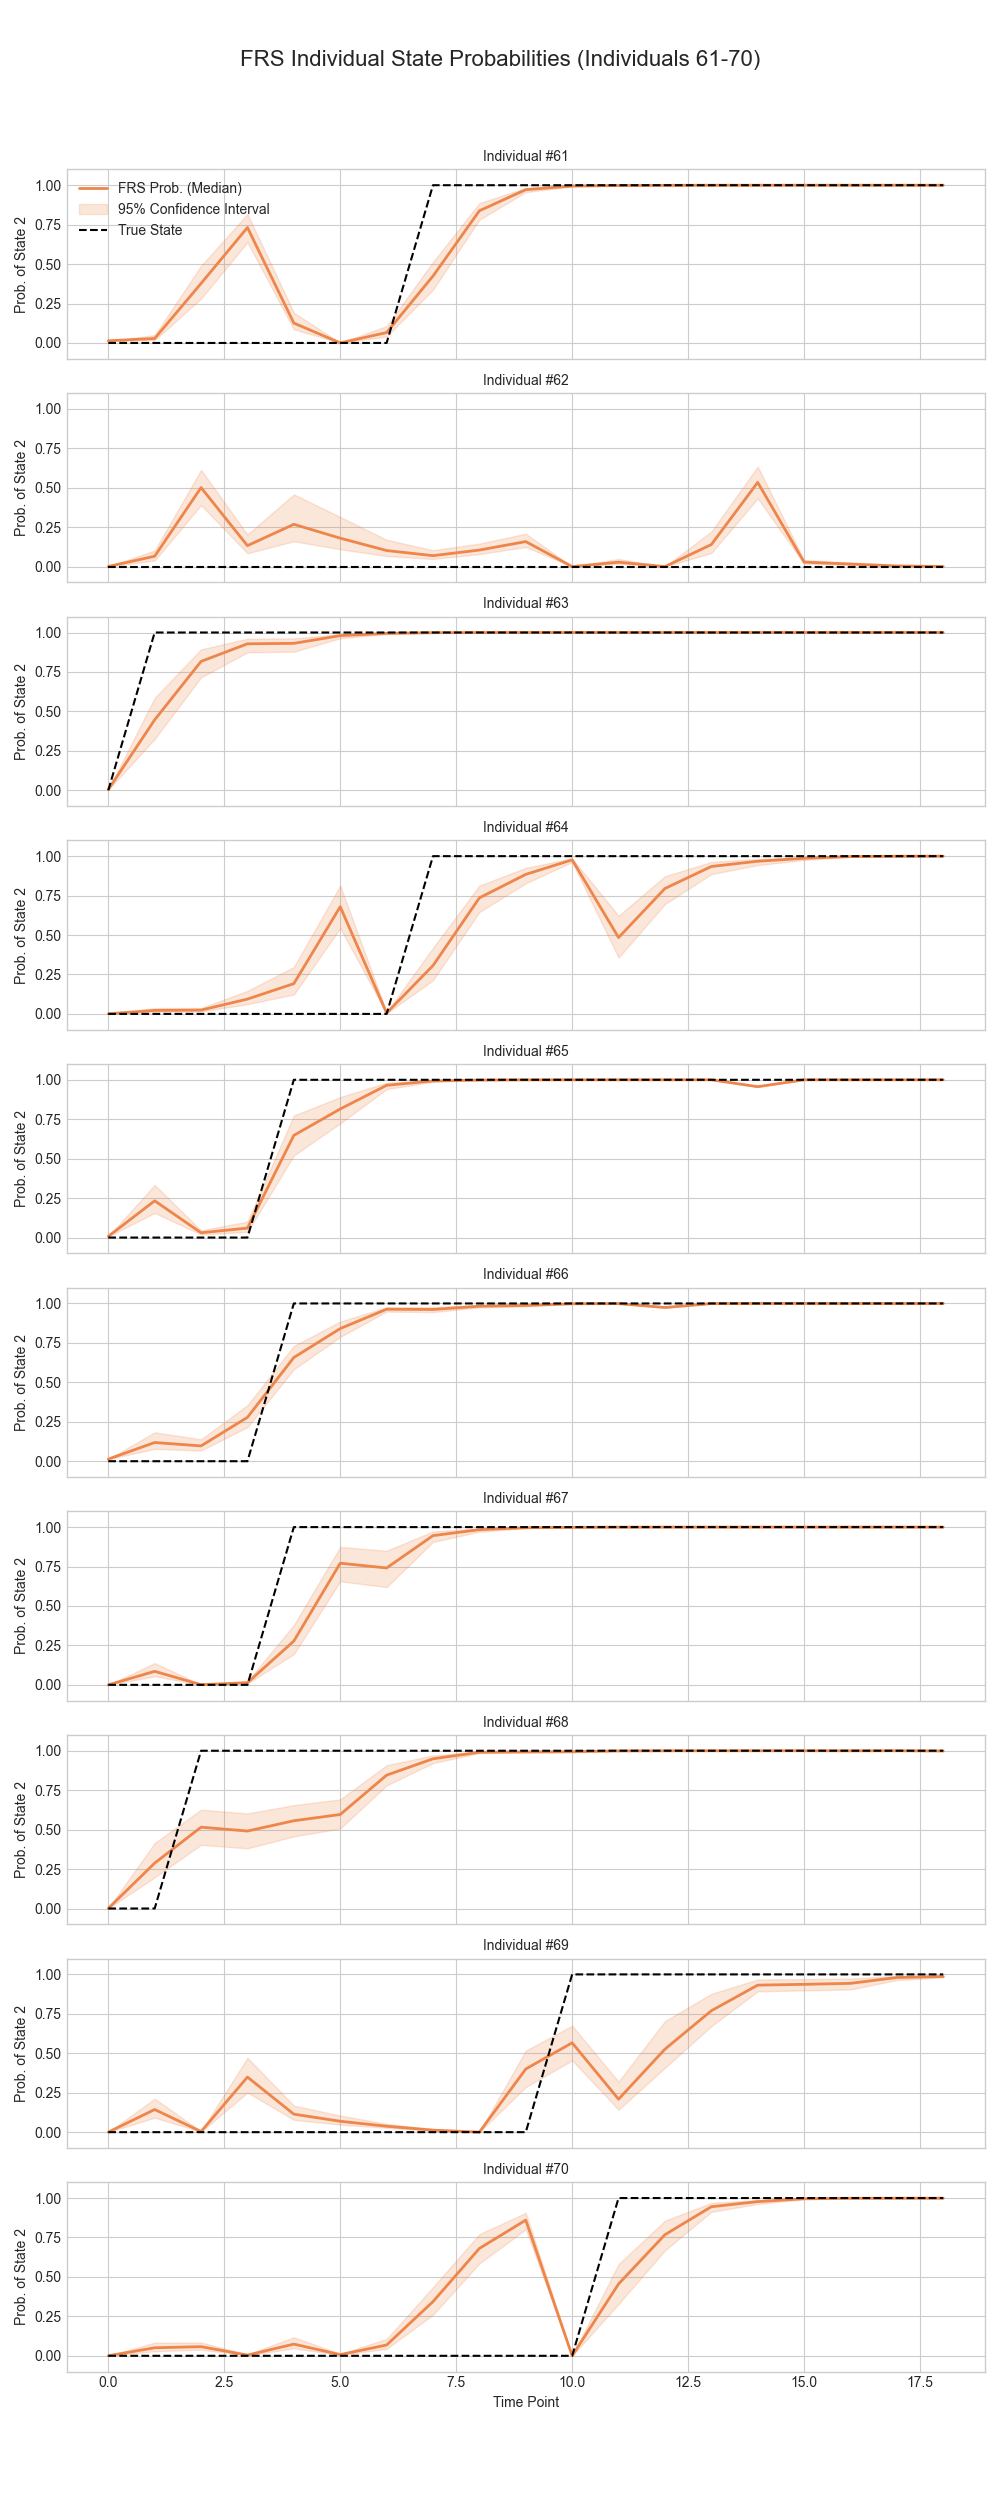 FRS Individual State Probabilities (Individuals 61-70)
Individual #61
1.00
0.75
0.50
0.25
0.00
Prob. of State 2
FRS Prob. (Median)
95% Confidence Interval
True State
Individual #62
1.00
0.75
0.50
0.25
0.00
Prob. of State 2
Individual #63
1.00
0.75
0.50
0.25
0.00
Prob. of State 2
Individual #64
1.00
0.75
0.50
0.25
0.00
Prob. of State 2
Individual #65
1.00
0.75
0.50
0.25
0.00
Prob. of State 2
Individual #66
1.00
0.75
0.50
0.25
0.00
Prob. of State 2
Individual #67
1.00
0.75
0.50
0.25
0.00
Prob. of State 2
Individual #68
1.00
0.75
0.50
0.25
0.00
Prob. of State 2
Individual #69
1.00
0.75
0.50
0.25
0.00
Prob. of State 2
Individual #70
1.00
0.75
0.50
0.25
0.00
Prob. of State 2
0.0 2.5 5.0 7.5 10.0 12.5 15.0 17.5
Time Point